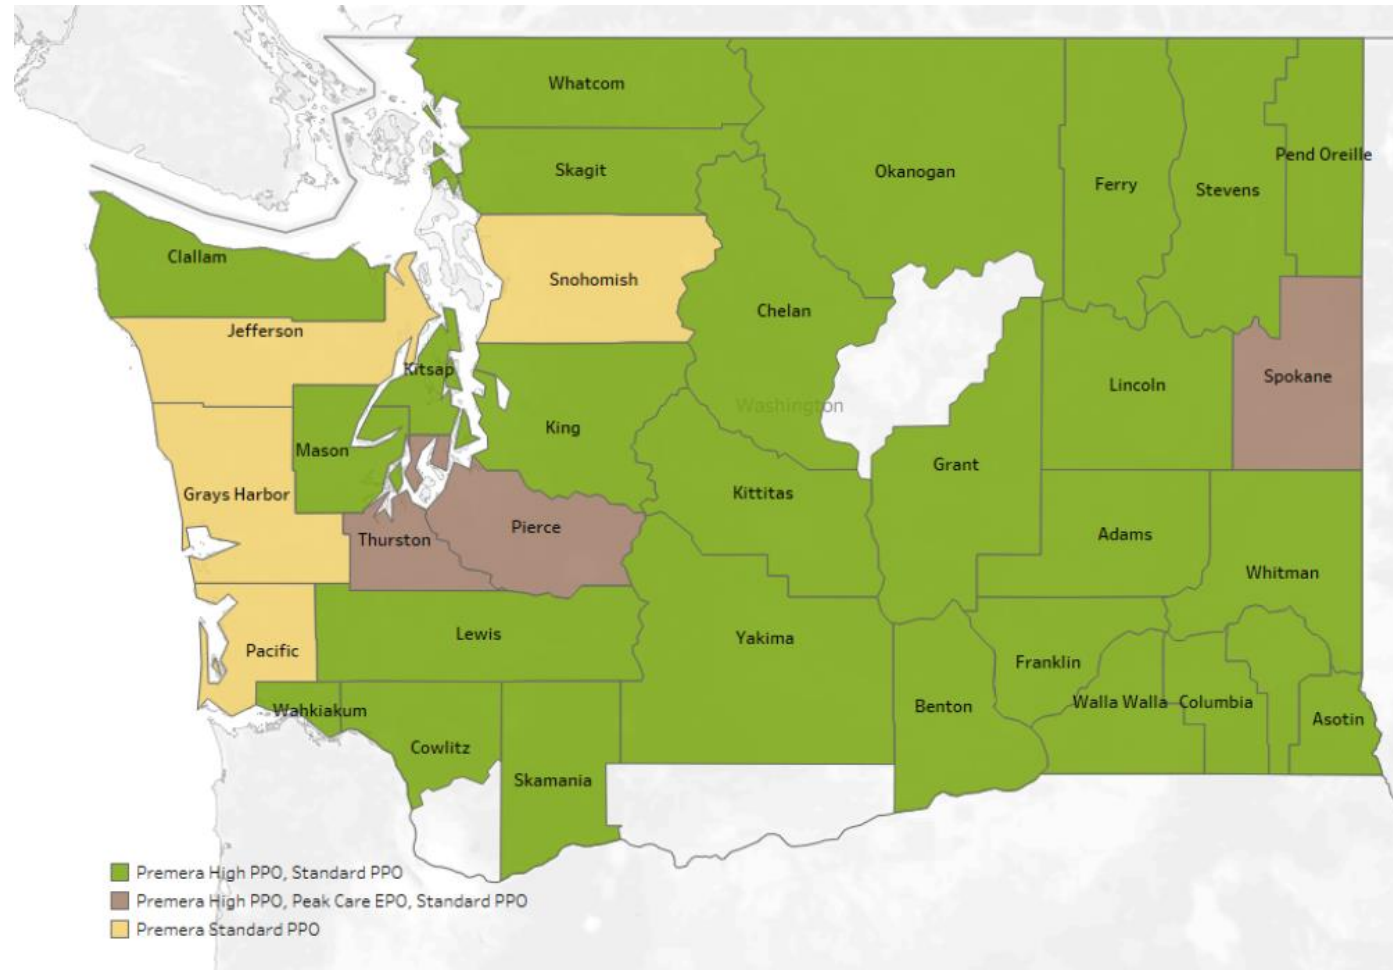 Whatcom
Skagit
Okanogan
Ferry
Stevens
Pend Oreille
Clallam
Snohomish
Chelan
Jefferson
Kitsap
Lincoln
Spokane
Washington
King
Mason
Grant
Grays Harbor
Kittitas
Thurston
Pierce
Adams
Whitman
Lewis
Yakima
Pacific
Franklin
Wahkiakum
Benton
Walla Walla
Columbia
Asotin
Cowlitz
Skamania
Premera High PPO, Standard PPO
Premera High PPO, Peak Care EPO, Standard PPO
Premera Standard PPO